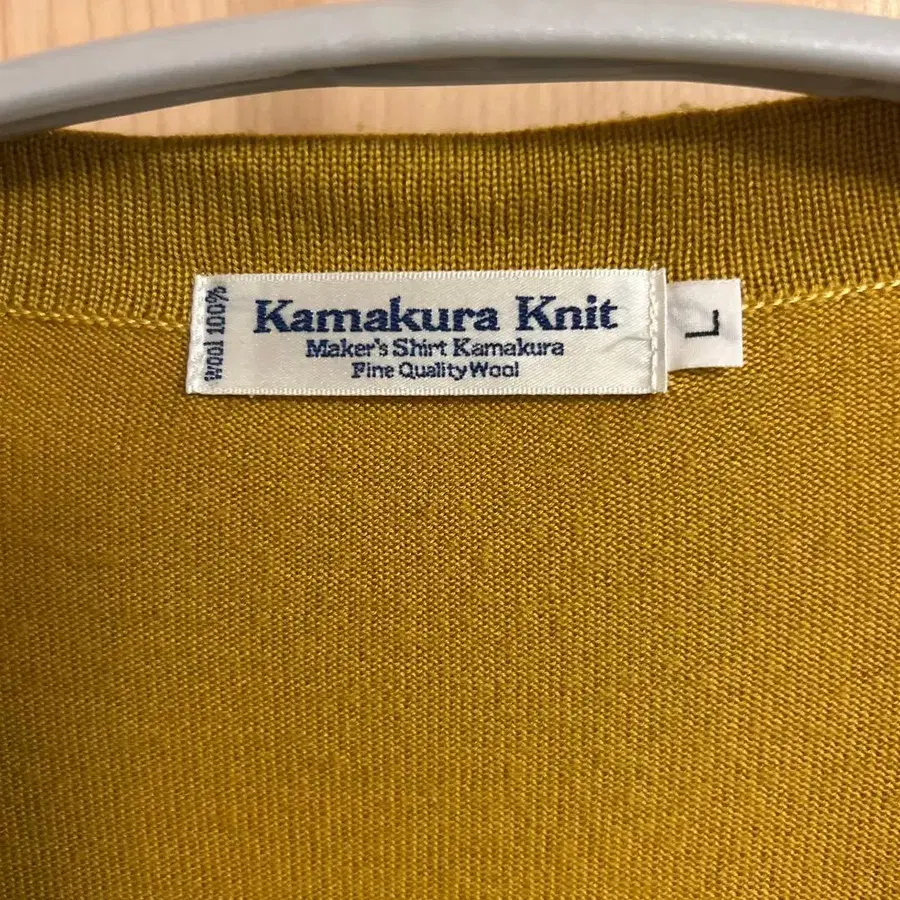 wool 100%
Kamakura Knit
Maker's Shirt Kamakura
Fine Quality Wool
L